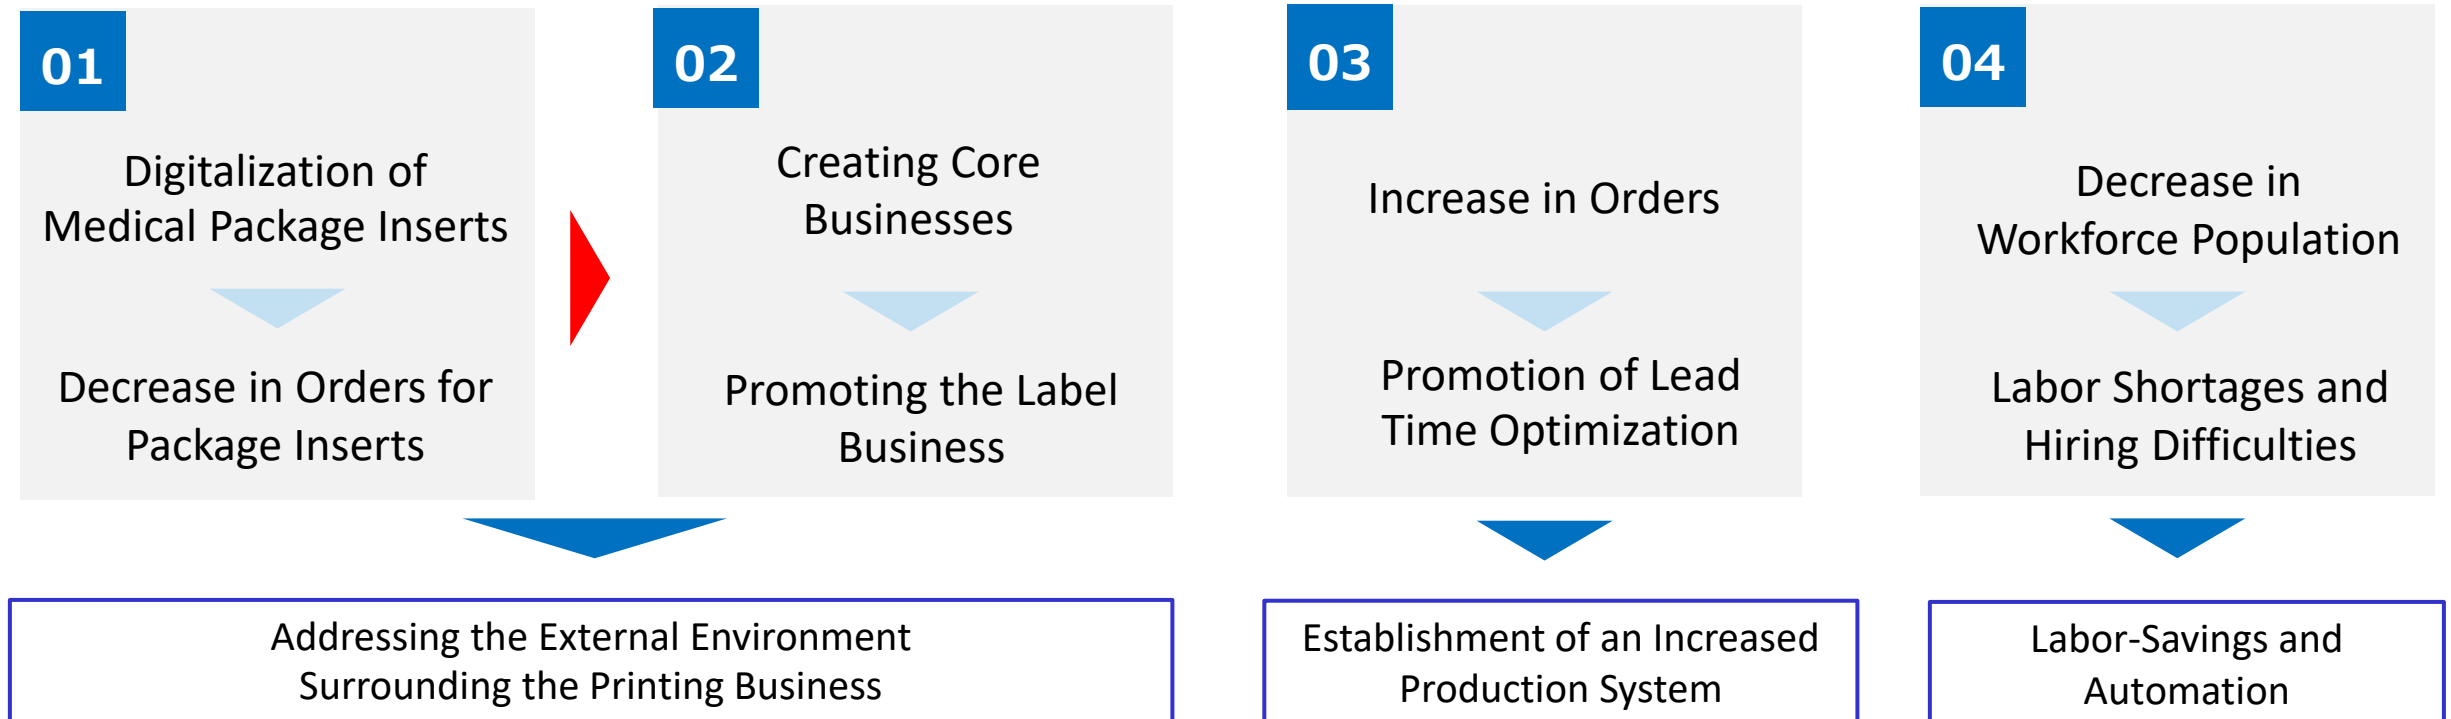 01
Digitalization of
Medical Package Inserts
Decrease in Orders for
Package Inserts
02
Creating Core
Businesses
Promoting the Label
Business
03
Increase in Orders
Promotion of Lead
Time Optimization
04
Decrease in
Workforce Population
Labor Shortages and
Hiring Difficulties
Addressing the External Environment
Surrounding the Printing Business
Establishment of an Increased
Production System
Labor-Savings and
Automation